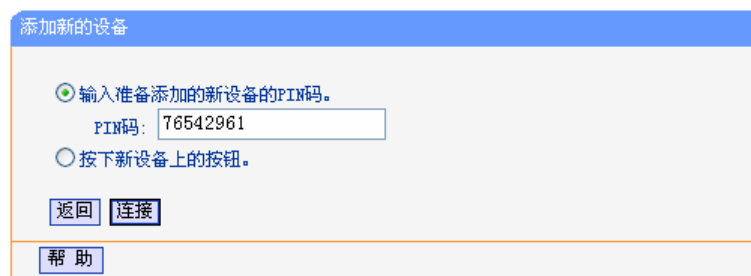 添加新的设备
输入准备添加的新设备的PIN码。
PIN码: 76542961
按下新设备上的按钮。
返回 连接
帮 助